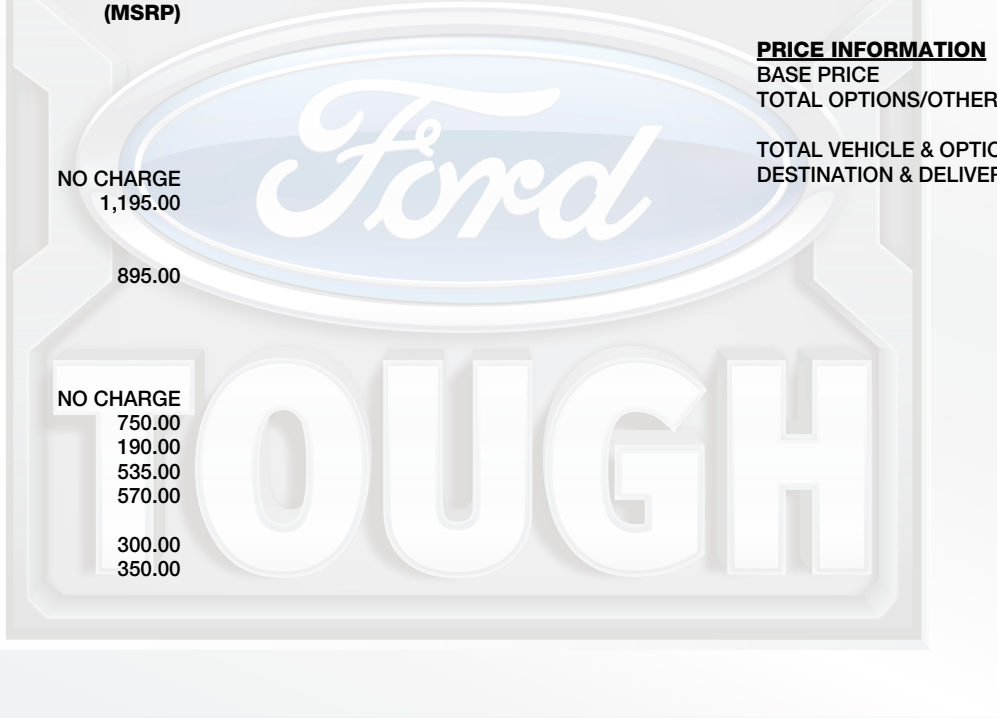 (MSRP)
NO CHARGE
1,195.00
895.00
NO CHARGE
750.00
190.00
535.00
570.00
300.00
350.00
PRICE INFORMATION
BASE PRICE
TOTAL OPTIONS/OTHER
TOTAL VEHICLE & OPTIO
DESTINATION & DELIVER
Ford
TOUGH